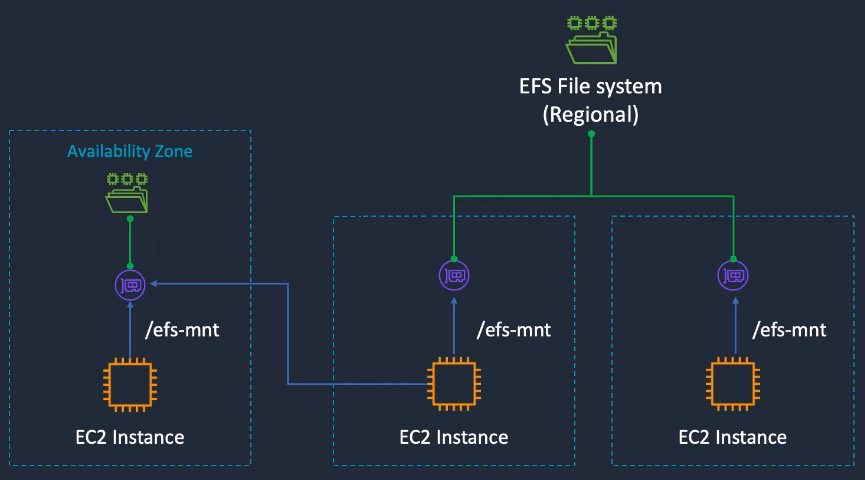 EFS File system
(Regional)
Availability Zone
/efs-mnt
/efs-mnt
/efs-mnt
EC2 Instance
EC2 Instance
EC2 Instance